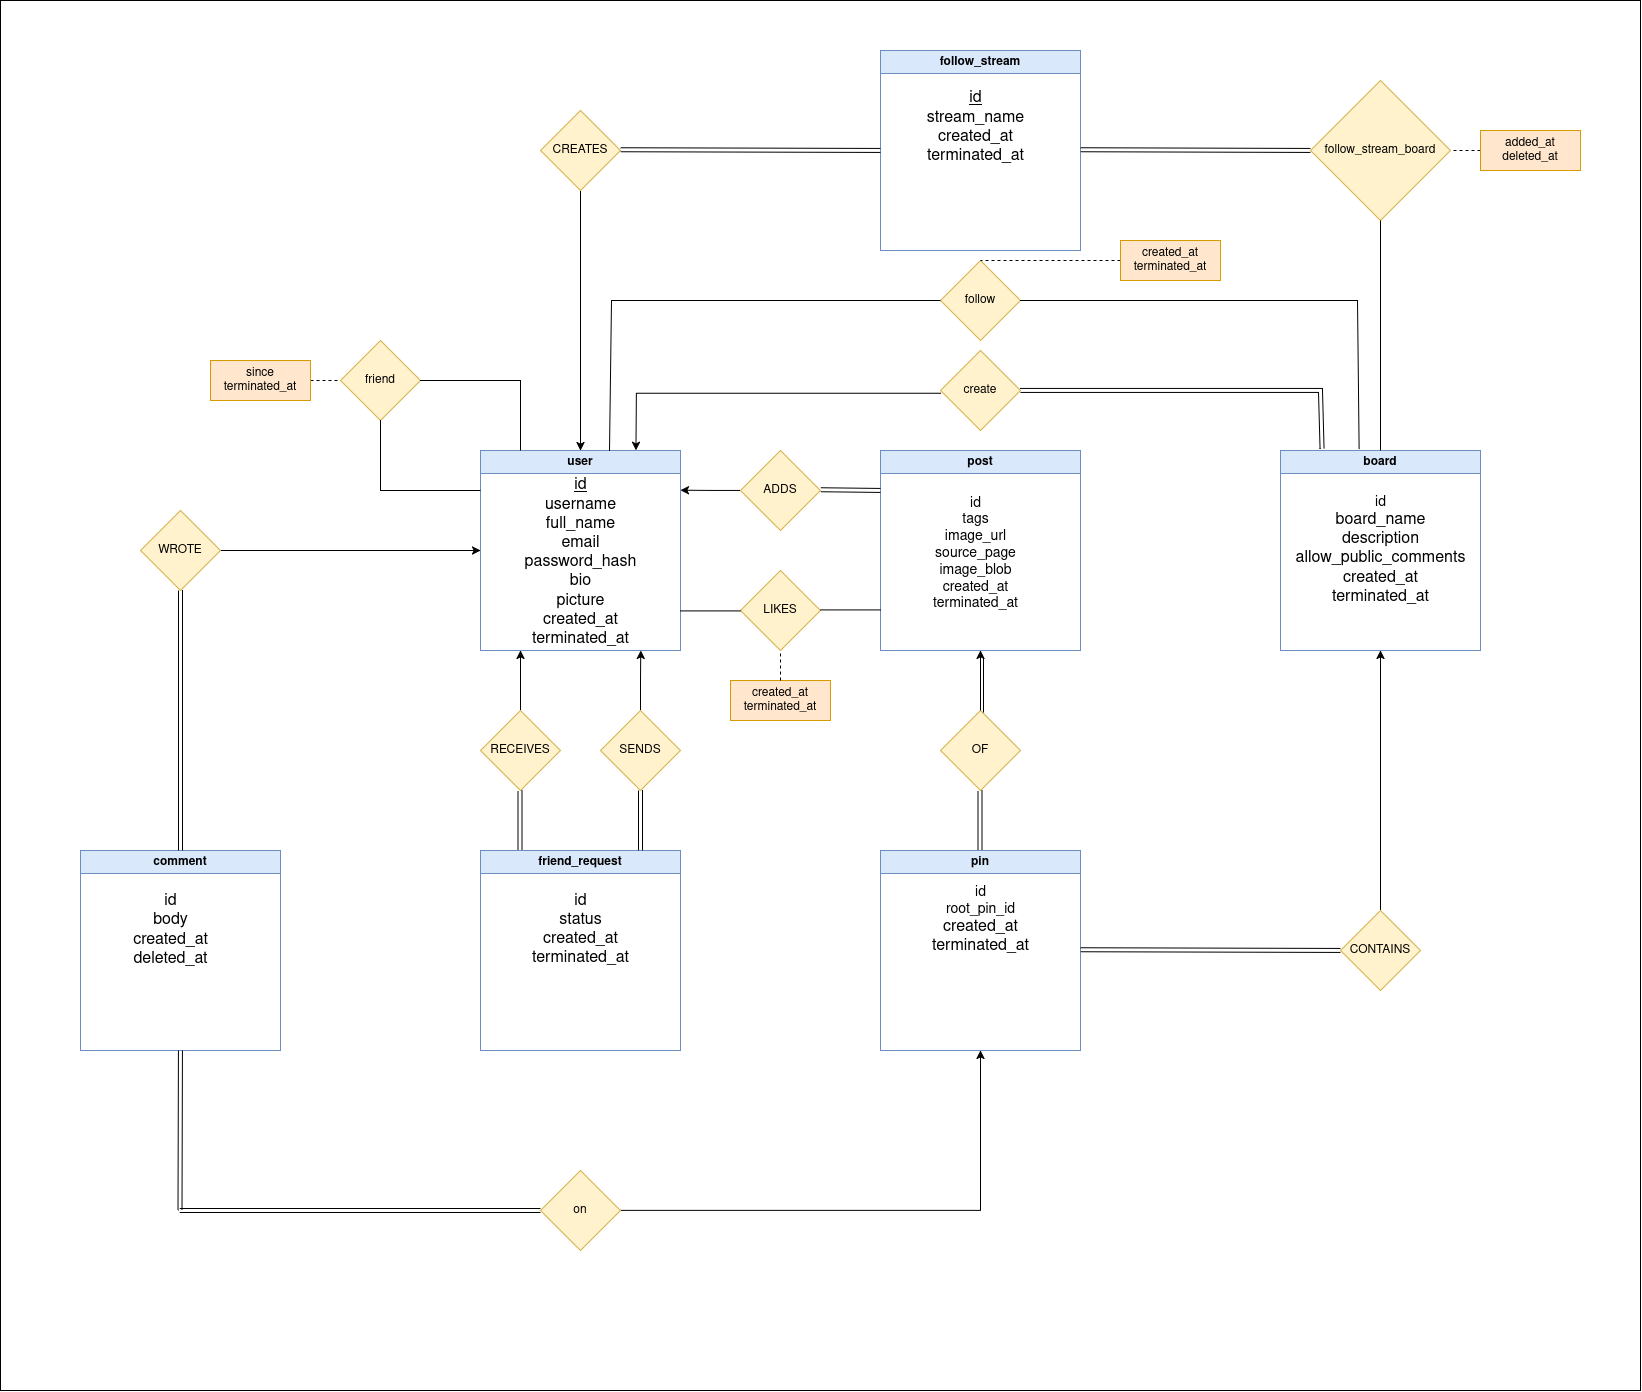 follow_stream
id
stream_name
created_at
terminated_at
CREATES
follow_stream_board
added_at
deleted_at
created_at
terminated_at
follow
since
terminated_at
friend
create
user
id
username
full_name
email
password_hash
bio
picture
created_at
terminated_at
ADDS
post
id
tags
image_url
source_page
image_blob
created_at
terminated_at
board
id
board_name
description
allow_public_comments
created_at
terminated_at
WROTE
LIKES
created_at
terminated_at
RECEIVES
SENDS
OF
comment
id
body
created_at
deleted_at
friend_request
id
status
created_at
terminated_at
pin
id
root_pin_id
created_at
terminated_at
CONTAINS
on